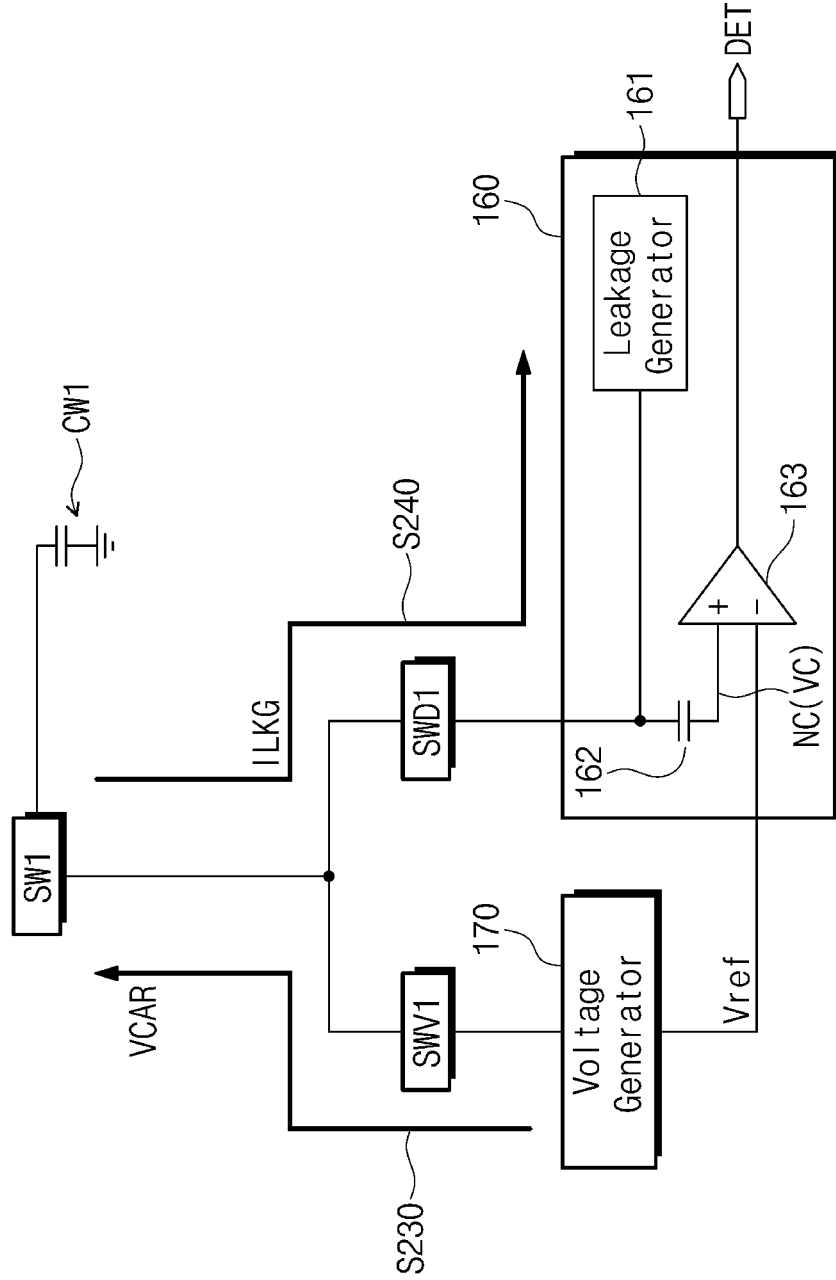 SW1
CW1
VCAR
ILKG
S230
S240
SWV1
SWD1
170
Voltage
Generator
Vref
160
161
Leakage
Generator
162
NC(VC)
+
-
163
DET